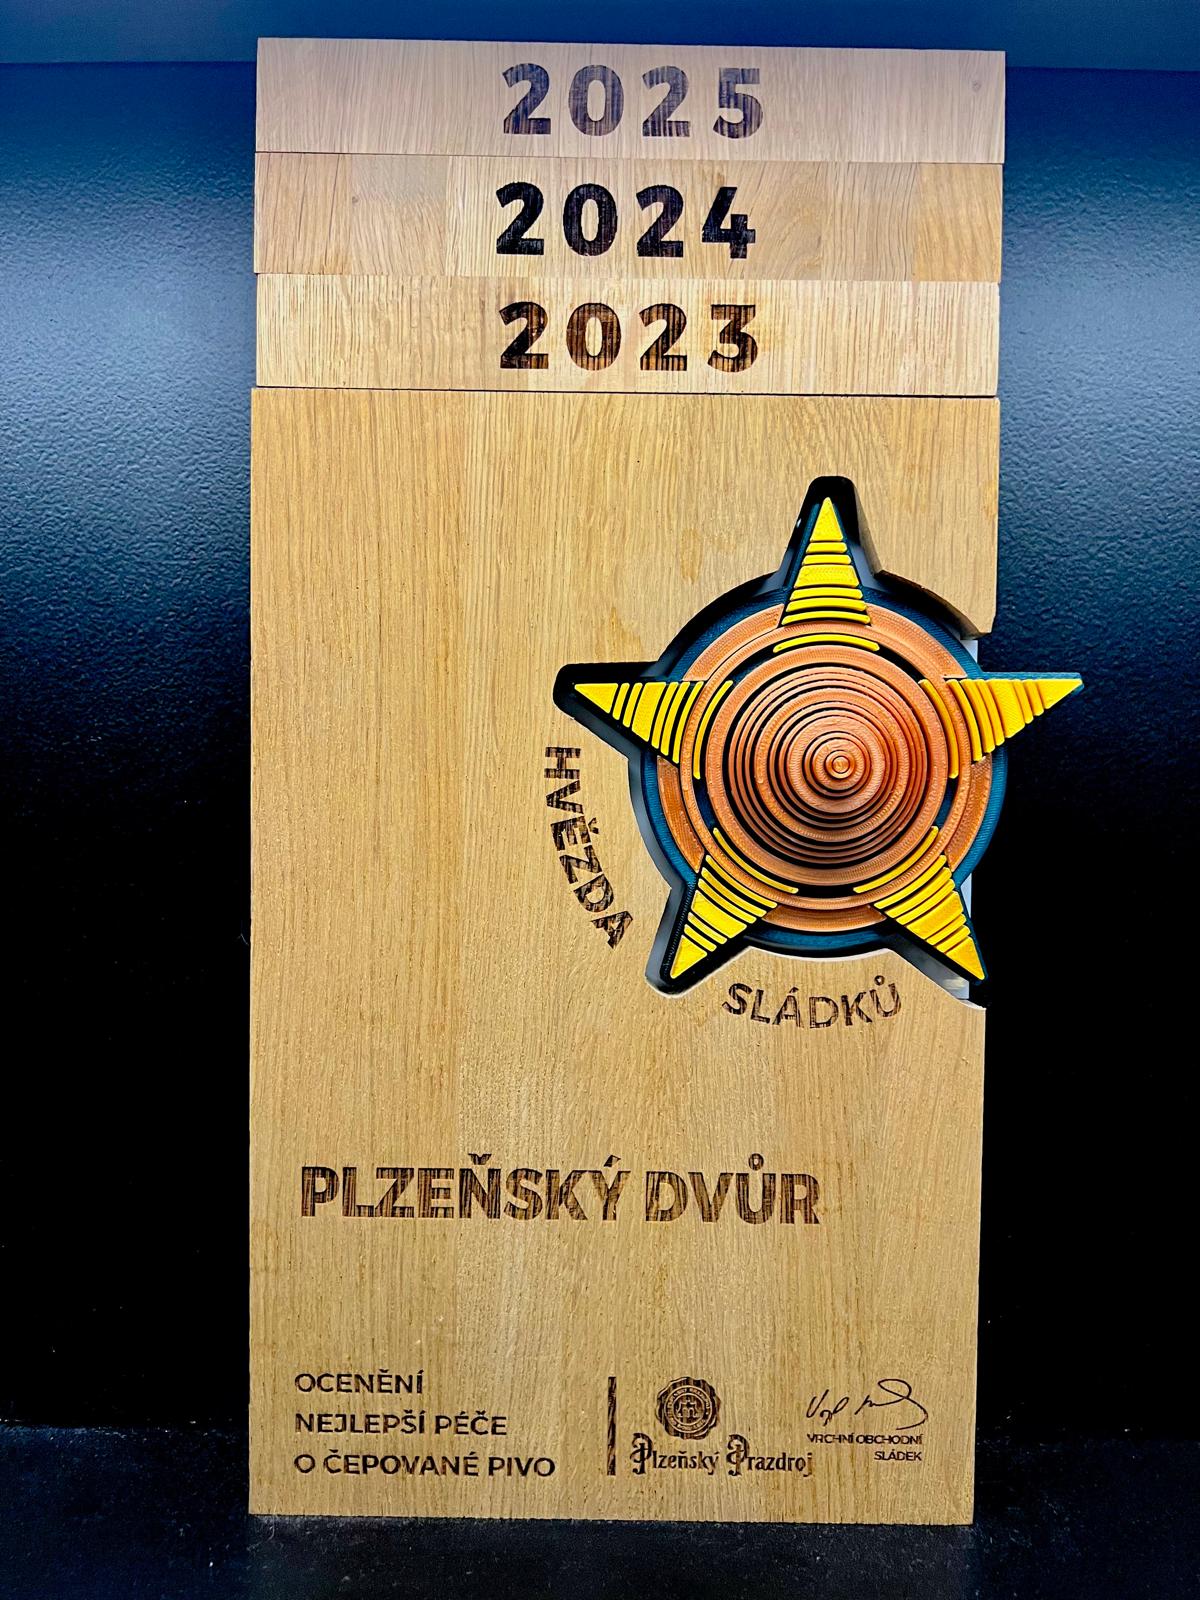 2025
2024
2023
HVĚZDA
SLÁDKŮ
PLZEŇSKÝ DVŮR
OCENĚNÍ
NEJLEPŠÍ PÉČE
O ČEPOVANÉ PIVO
Plzeňský Prazdroj
VRCHNÍ OBCHODNÍ
SLÁDEK